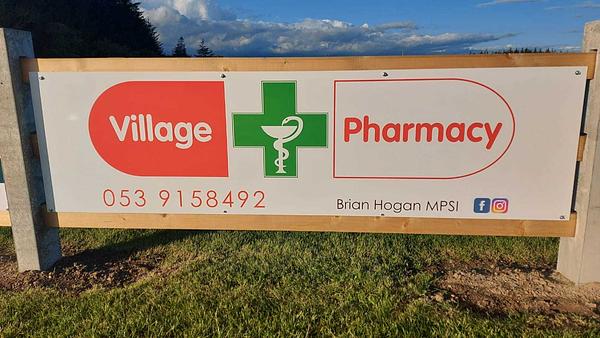 Village Pharmacy
053 9158492 Brian Hogan MPSI